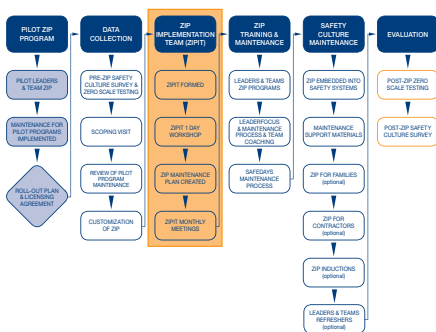 PILOT ZIP
PROGRAM
PILOT LEADERS
& TEAM ZIP
MAINTENANCE FOR
PILOT PROGRAMS
IMPLEMENTED
ROLL-OUT PLAN
& LICENSING
AGREEMENT
DATA
COLLECTION
PRE-ZIP SAFETY
CULTURE SURVEY &
ZERO SCALE TESTING
SCOPING VISIT
REVIEW OF PILOT
PROGRAM
MAINTENANCE
CUSTOMIZATION
OF ZIP
ZIP
IMPLEMENTATION
TEAM (ZIPIT)
ZIPIT FORMED
ZIPIT 1 DAY
WORKSHOP
ZIP MAINTENANCE
PLAN CREATED
ZIPIT MONTHLY
MEETINGS
ZIP
TRAINING &
MAINTENANCE
LEADERS & TEAMS
ZIP PROGRAMS
LEADERFOCUS
& MAINTENANCE
PROCESS & TEAM
COACHING
SAFEDAYS
MAINTENANCE
PROCESS
SAFETY
CULTURE
MAINTENANCE
ZIP EMBEDDED INTO
SAFETY SYSTEMS
MAINTENANCE
SUPPORT MATERIALS
ZIP FOR FAMILIES
(optional)
ZIP FOR
CONTRACTORS
(optional)
ZIP INDUCTIONS
(optional)
LEADERS & TEAMS
REFRESHERS
(optional)
EVALUATION
POST-ZIP ZERO
SCALE TESTING
POST-ZIP SAFETY
CULTURE SURVEY